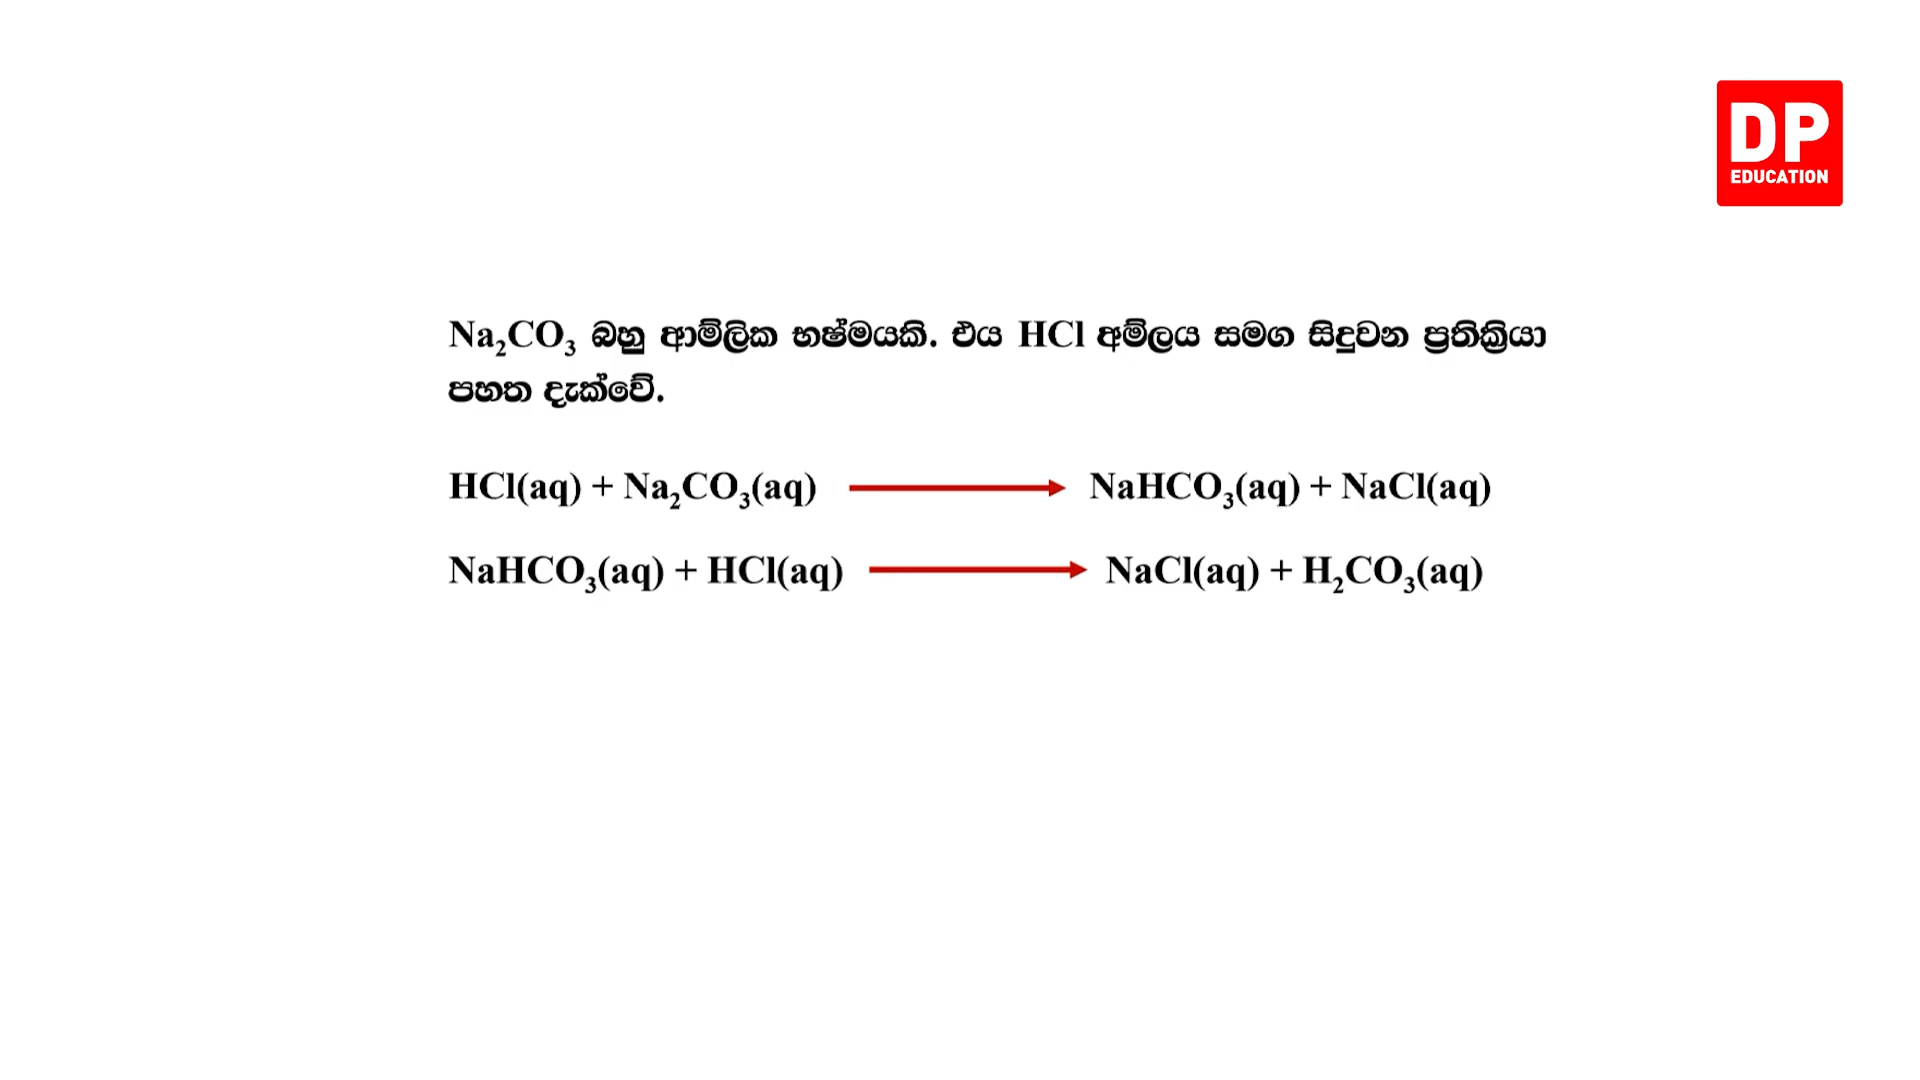 DP
EDUCATION
Na₂CO₃ බහු ආම්ලික භෂ්මයකි. එය HCl අම්ලය සමග සිදුවන ප්‍රතික්‍රියා
පහත දැක්වේ.
HCl(aq) + Na₂CO₃(aq) ⟶ NaHCO₃(aq) + NaCl(aq)
NaHCO₃(aq) + HCl(aq) ⟶ NaCl(aq) + H₂CO₃(aq)